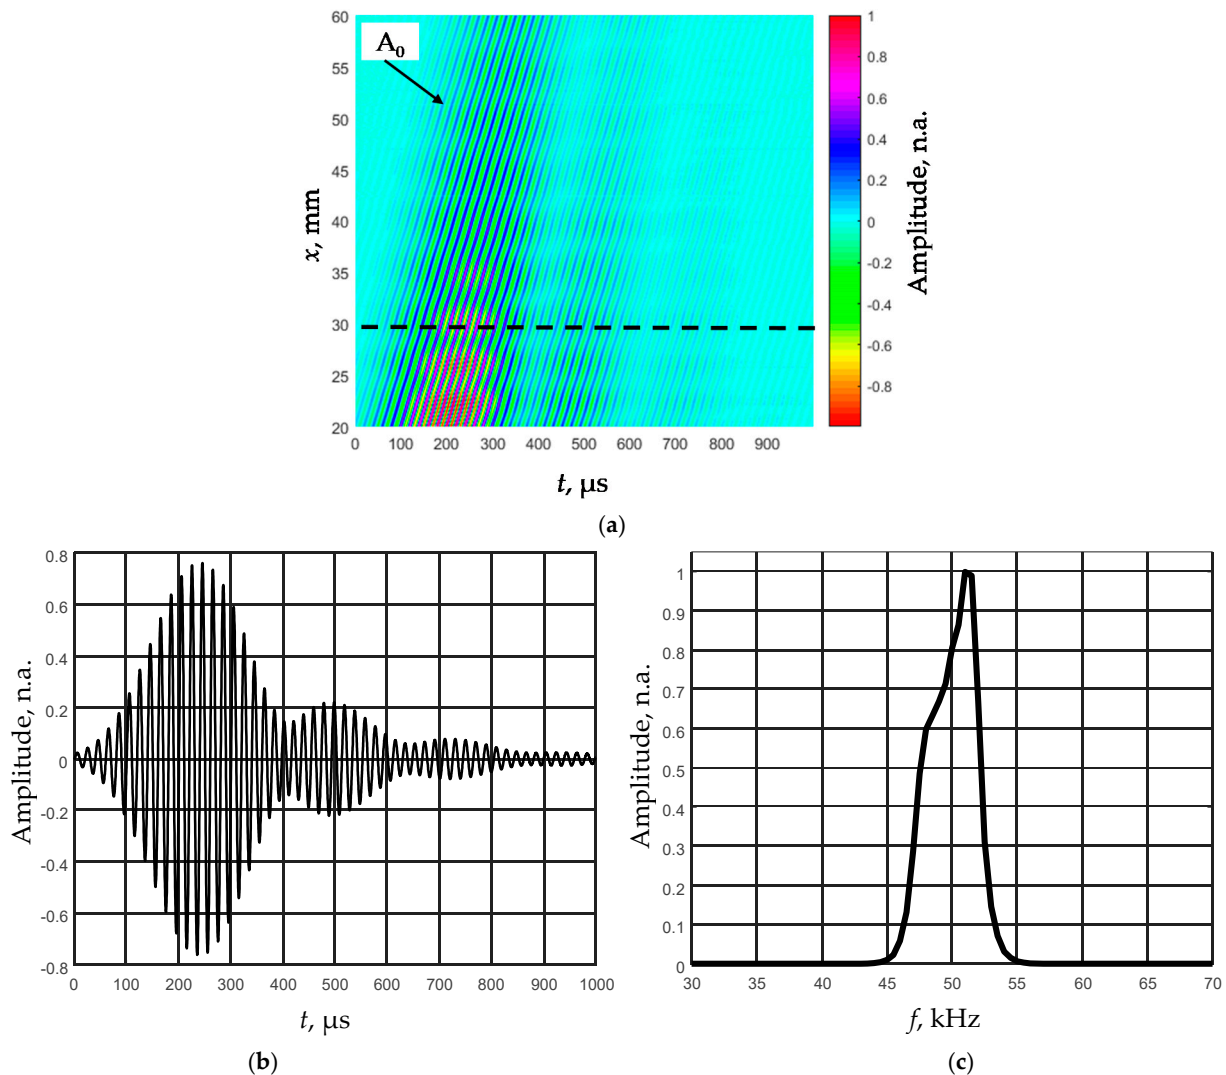 60
55
50
45
40
35
30
25
20
x, mm
A0
0 100 200 300 400 500 600 700 800 900
t, μs
1
0.8
0.6
0.4
0.2
0
-0.2
-0.4
-0.6
-0.8
Amplitude, n.a.
(a)
0.8
0.6
0.4
0.2
0
-0.2
-0.4
-0.6
-0.8
Amplitude, n.a.
0 100 200 300 400 500 600 700 800 900 1000
t, μs
(b)
1
0.9
0.8
0.7
0.6
0.5
0.4
0.3
0.2
0.1
0
Amplitude, n.a.
30 35 40 45 50 55 60 65 70
f, kHz
(c)